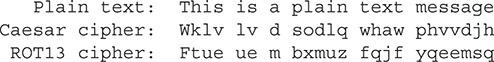 Plain text: This is a plain text message
Caesar cipher: Wklv lv d sodlq whaw phvvdjh
ROT13 cipher: Ftue ue m bxmuz fqjf yqeemsq